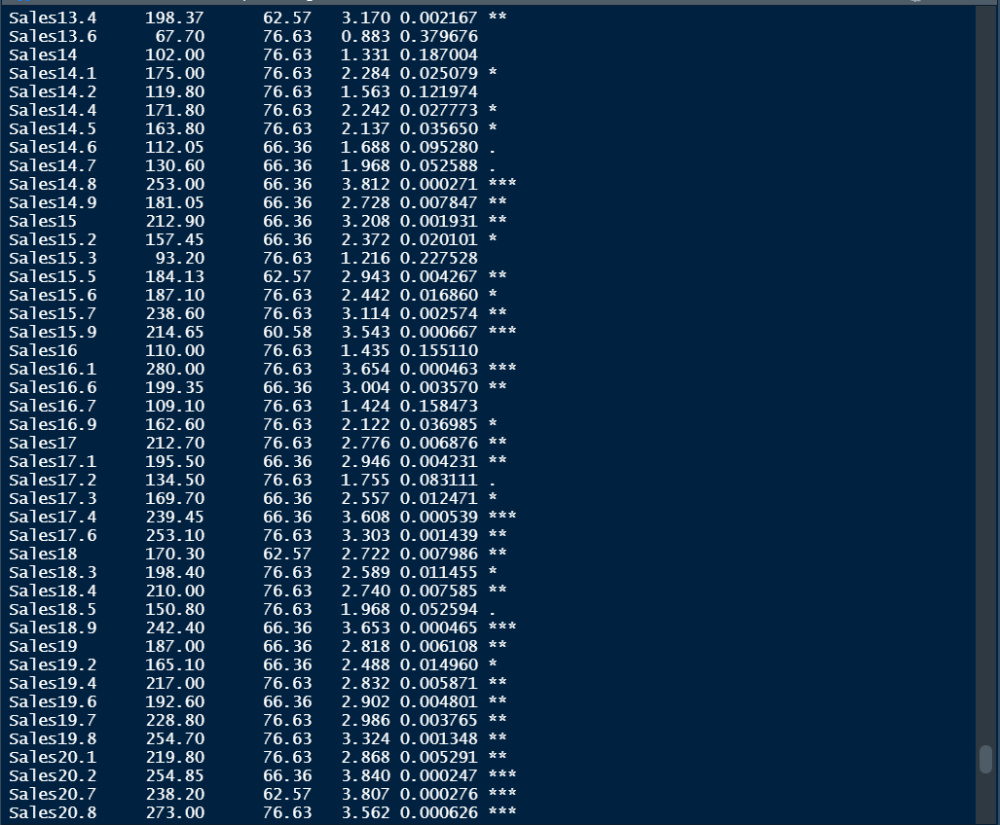 Sales13.4 198.37 62.57 3.170 0.002167 **
Sales13.6 67.70 76.63 0.883 0.379676
Sales14 102.00 76.63 1.331 0.187004
Sales14.1 175.00 76.63 2.284 0.025079 *
Sales14.2 119.80 76.63 1.563 0.121974
Sales14.4 171.80 76.63 2.242 0.027773 *
Sales14.5 163.80 76.63 2.137 0.035650 *
Sales14.6 112.05 66.36 1.688 0.095280 .
Sales14.7 130.60 66.36 1.968 0.052588 .
Sales14.8 253.00 66.36 3.812 0.000271 ***
Sales14.9 181.05 66.36 2.728 0.007847 **
Sales15 212.90 66.36 3.208 0.001931 **
Sales15.2 157.45 66.36 2.372 0.020101 *
Sales15.3 93.20 76.63 1.216 0.227528
Sales15.5 184.13 62.57 2.943 0.004267 **
Sales15.6 187.10 76.63 2.442 0.016860 *
Sales15.7 238.60 76.63 3.114 0.002574 **
Sales15.9 214.65 60.58 3.543 0.000667 ***
Sales16 110.00 76.63 1.435 0.155110
Sales16.1 280.00 76.63 3.654 0.000463 ***
Sales16.6 199.35 66.36 3.004 0.003570 **
Sales16.7 109.10 76.63 1.424 0.158473
Sales16.9 162.60 76.63 2.122 0.036985 *
Sales17 212.70 76.63 2.776 0.006876 **
Sales17.1 195.50 66.36 2.946 0.004231 **
Sales17.2 134.50 76.63 1.755 0.083111 .
Sales17.3 169.70 66.36 2.557 0.012471 *
Sales17.4 239.45 66.36 3.608 0.000539 ***
Sales17.6 253.10 76.63 3.303 0.001439 **
Sales18 170.30 62.57 2.722 0.007986 **
Sales18.3 198.40 76.63 2.589 0.011455 *
Sales18.4 210.00 76.63 2.740 0.007585 **
Sales18.5 150.80 76.63 1.968 0.052594 .
Sales18.9 242.40 66.36 3.653 0.000465 ***
Sales19 187.00 66.36 2.818 0.006108 **
Sales19.2 165.10 66.36 2.488 0.014960 *
Sales19.4 217.00 76.63 2.832 0.005871 **
Sales19.6 192.60 66.36 2.902 0.004801 **
Sales19.7 228.80 76.63 2.986 0.003765 **
Sales19.8 254.70 76.63 3.324 0.001348 **
Sales20.1 219.80 76.63 2.868 0.005291 **
Sales20.2 254.85 66.36 3.840 0.000247 ***
Sales20.7 238.20 62.57 3.807 0.000276 ***
Sales20.8 273.00 76.63 3.562 0.000626 ***